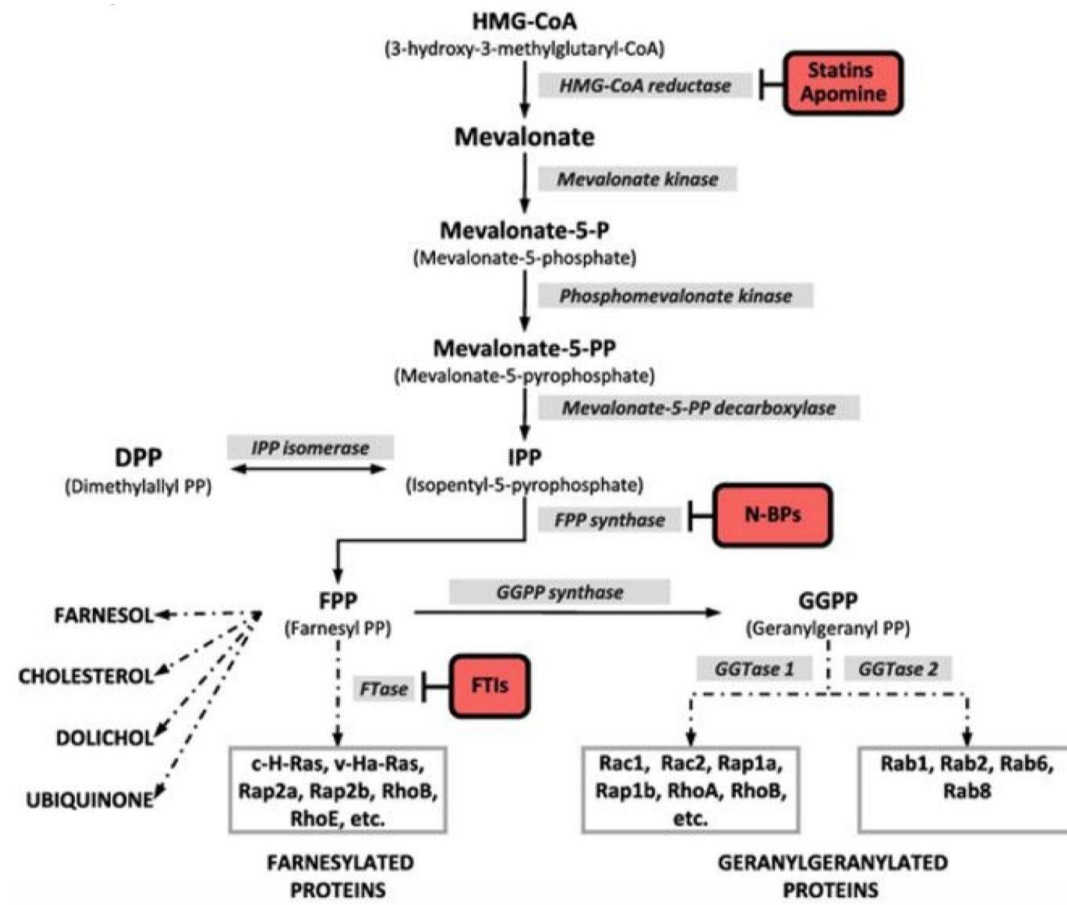 HMG-CoA
(3-hydroxy-3-methylglutaryl-CoA)
HMG-CoA reductase
Statins
Apomine
Mevalonate
Mevalonate kinase
Mevalonate-5-P
(Mevalonate-5-phosphate)
Phosphomevalonate kinase
Mevalonate-5-PP
(Mevalonate-5-pyrophosphate)
Mevalonate-5-PP decarboxylase
DPP
(Dimethylallyl PP)
IPP isomerase
IPP
(Isopentyl-5-pyrophosphate)
FPP synthase
N-BPs
FPP
(Farnesyl PP)
GGPP synthase
GGPP
(Geranylgeranyl PP)
FARNESOL
CHOLESTEROL
DOLICHOL
UBIQUINONE
FTase
FTIs
GGTase 1
GGTase 2
c-H-Ras, v-Ha-Ras,
Rap2a, Rap2b, RhoB,
RhoE, etc.
Rac1, Rac2, Rap1a,
Rap1b, RhoA, RhoB,
etc.
Rab1, Rab2, Rab6,
Rab8
FARNESYLATED
PROTEINS
GERANYLGERANYLATED
PROTEINS